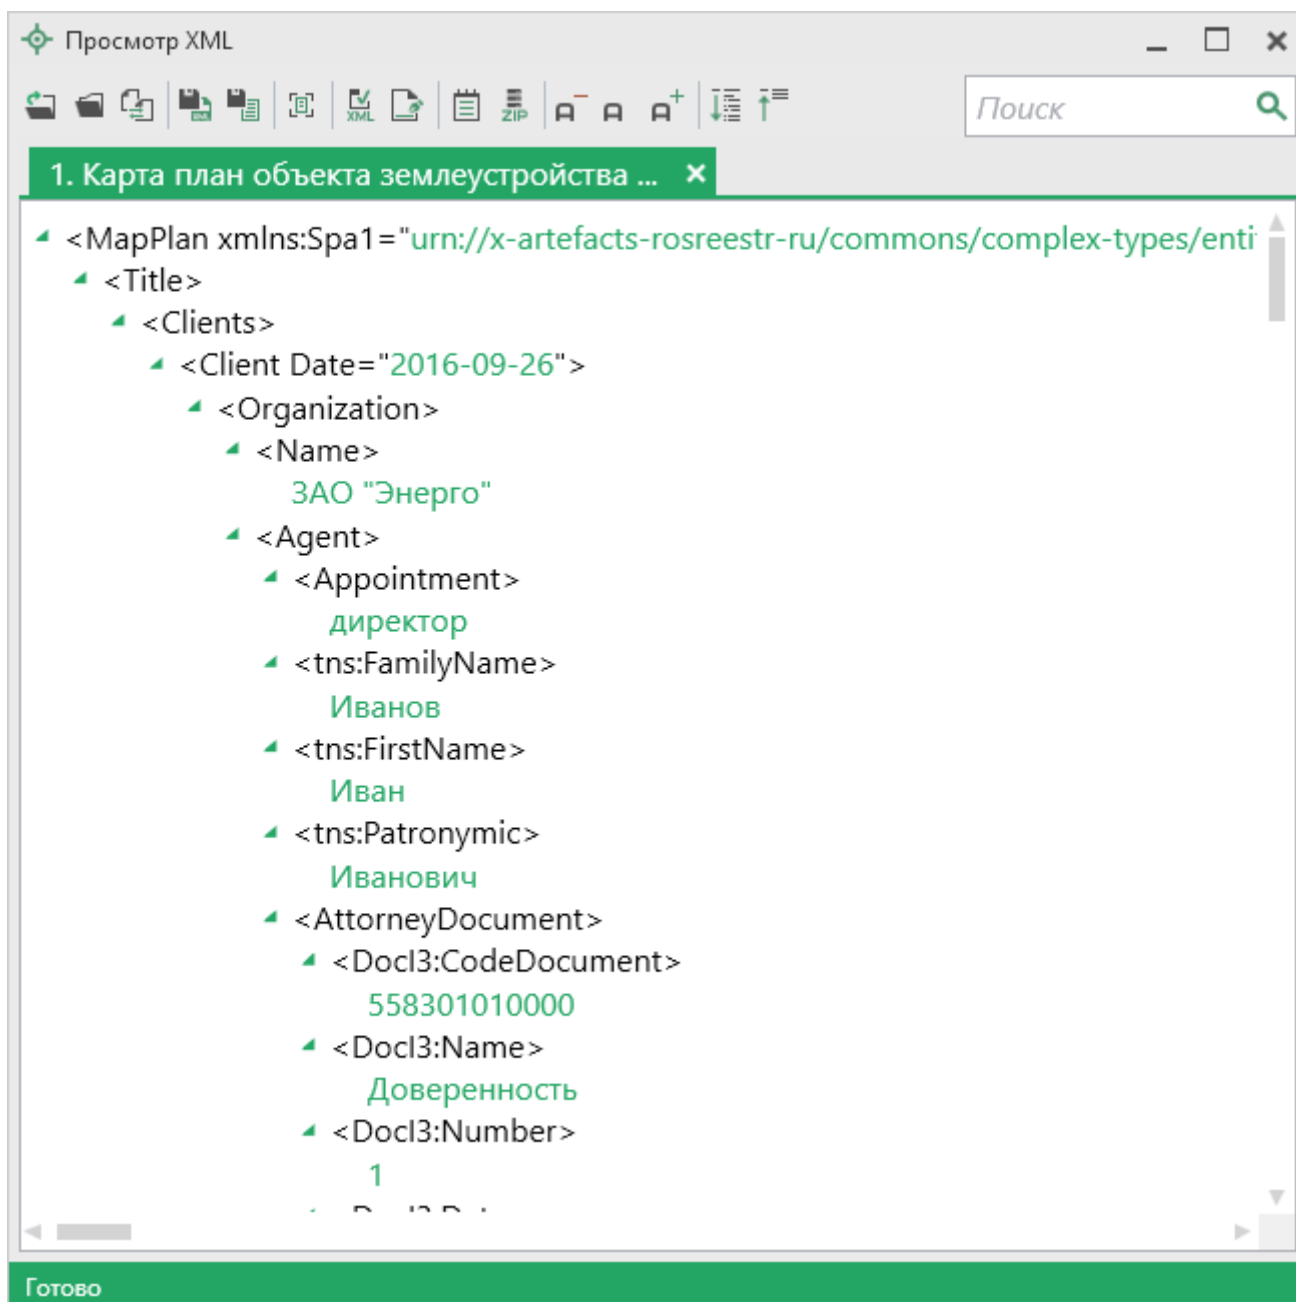 Просмотр XML
XML
ZIP
Поиск
1. Карта план объекта землеустройства ...
<MapPlan xmlns:Spa1="urn://x-artefacts-rosreestr-ru/commons/complex-types/enti
<Title>
<Clients>
<Client Date="2016-09-26">
<Organization>
<Name>
ЗАО "Энерго"
<Agent>
<Appointment>
директор
<tns:FamilyName>
Иванов
<tns:FirstName>
Иван
<tns:Patronymic>
Иванович
<AttorneyDocument>
<DocI3:CodeDocument>
558301010000
<DocI3:Name>
Доверенность
<DocI3:Number>
1
Готово